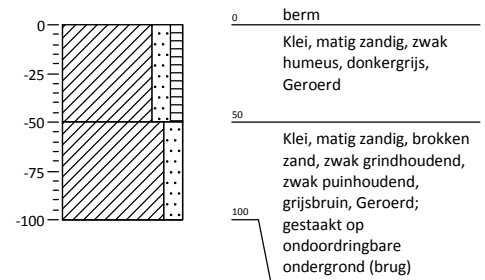 0
-25
-50
-75
-100
0 berm
Klei, matig zandig, zwak
humeus, donkergrijs,
Geroerd
50
Klei, matig zandig, brokken
zand, zwak grindhoudend,
zwak puinhoudend,
grijsbruin, Geroerd;
gestaakt op
ondoordringbare
ondergrond (brug)
100